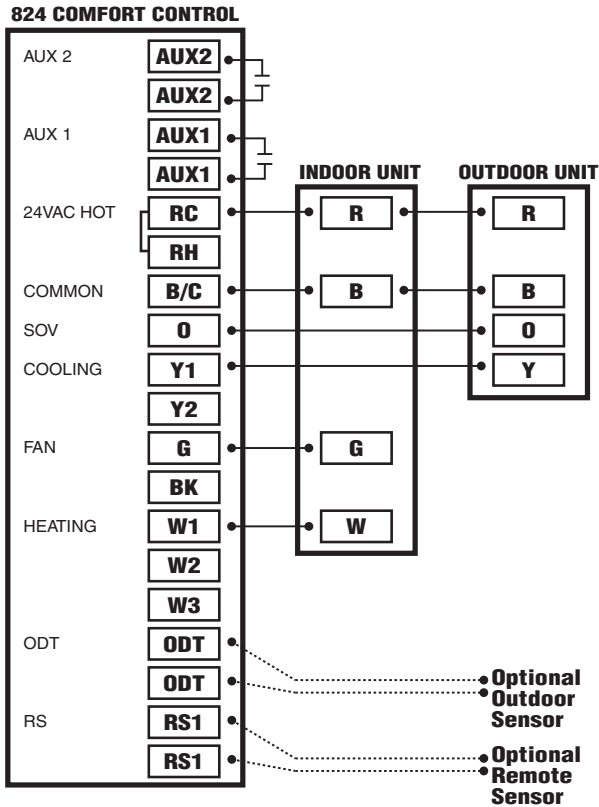 824 COMFORT CONTROL
AUX 2
AUX2
AUX2
AUX 1
AUX1
AUX1
INDOOR UNIT
OUTDOOR UNIT
24VAC HOT
RC
R
R
RH
COMMON
B/C
B
B
SOV
O
O
COOLING
Y1
Y
Y2
FAN
G
G
BK
HEATING
W1
W
W2
W3
ODT
ODT
ODT
Optional
Outdoor
Sensor
RS
RS1
RS1
Optional
Remote
Sensor